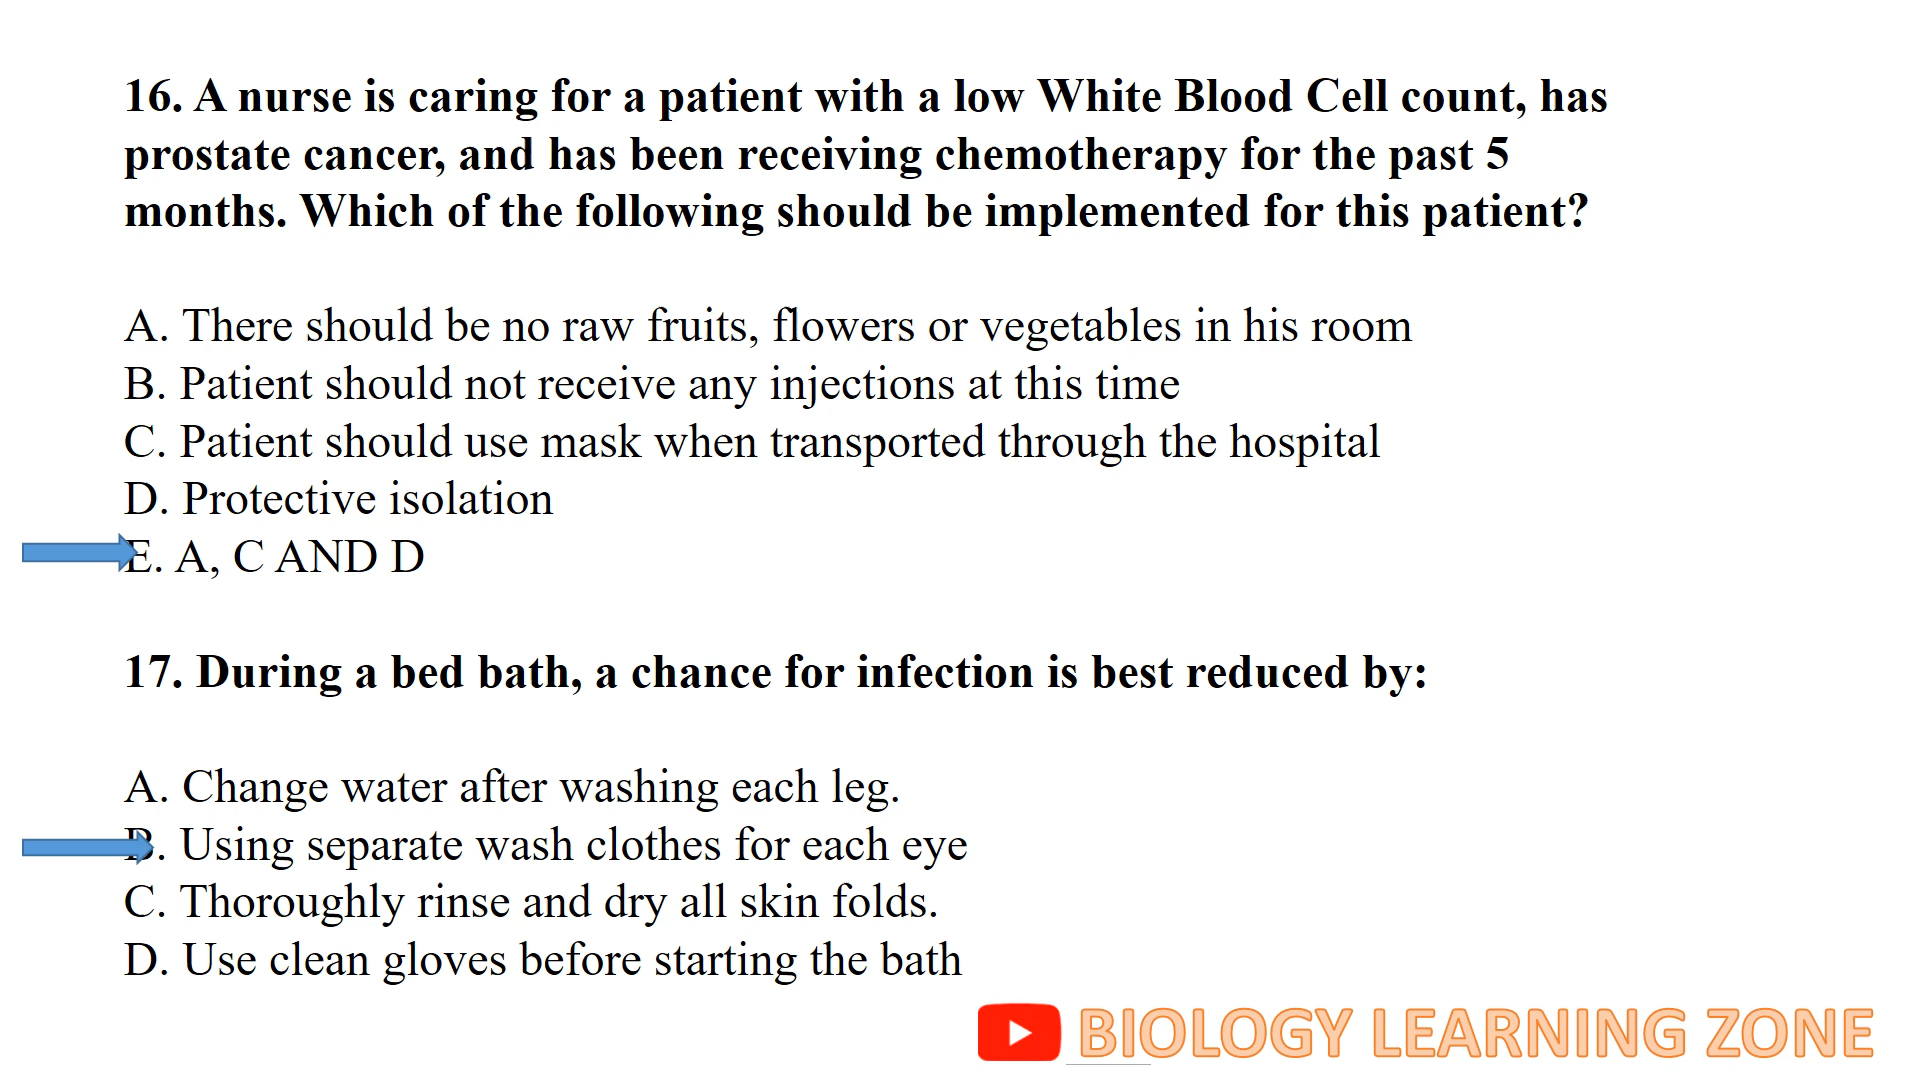 16. A nurse is caring for a patient with a low White Blood Cell count, has
prostate cancer, and has been receiving chemotherapy for the past 5
months. Which of the following should be implemented for this patient?
A. There should be no raw fruits, flowers or vegetables in his room
B. Patient should not receive any injections at this time
C. Patient should use mask when transported through the hospital
D. Protective isolation
E. A, C AND D
17. During a bed bath, a chance for infection is best reduced by:
A. Change water after washing each leg.
B. Using separate wash clothes for each eye
C. Thoroughly rinse and dry all skin folds.
D. Use clean gloves before starting the bath
BIOLOGY LEARNING ZONE